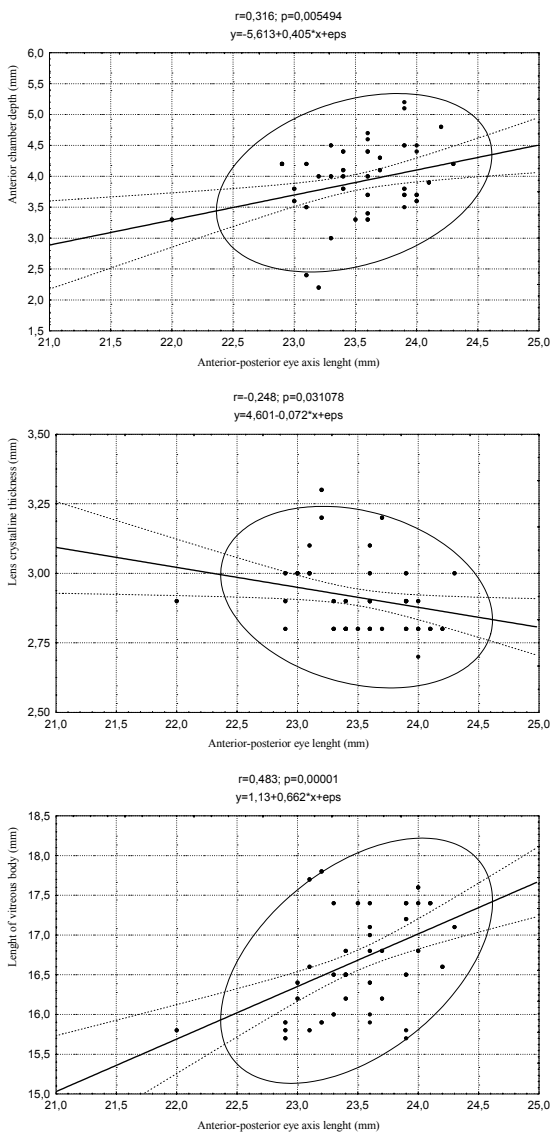 r=0,316; p=0,005494
y=-5,613+0,405*x+eps
6,0
5,5
5,0
4,5
4,0
3,5
3,0
2,5
2,0
1,5
Anterior chamber depth (mm)
21,0 21,5 22,0 22,5 23,0 23,5 24,0 24,5 25,0
Anterior-posterior eye axis lenght (mm)
r=-0,248; p=0,031078
y=4,601-0,072*x+eps
3,50
3,25
3,00
2,75
2,50
Lens crystalline thickness (mm)
21,0 21,5 22,0 22,5 23,0 23,5 24,0 24,5 25,0
Anterior-posterior eye lenght (mm)
r=0,483; p=0,00001
y=1,13+0,662*x+eps
18,5
18,0
17,5
17,0
16,5
16,0
15,5
15,0
Lenght of vitreous body (mm)
21,0 21,5 22,0 22,5 23,0 23,5 24,0 24,5 25,0
Anterior-posterior eye axis lenght (mm)